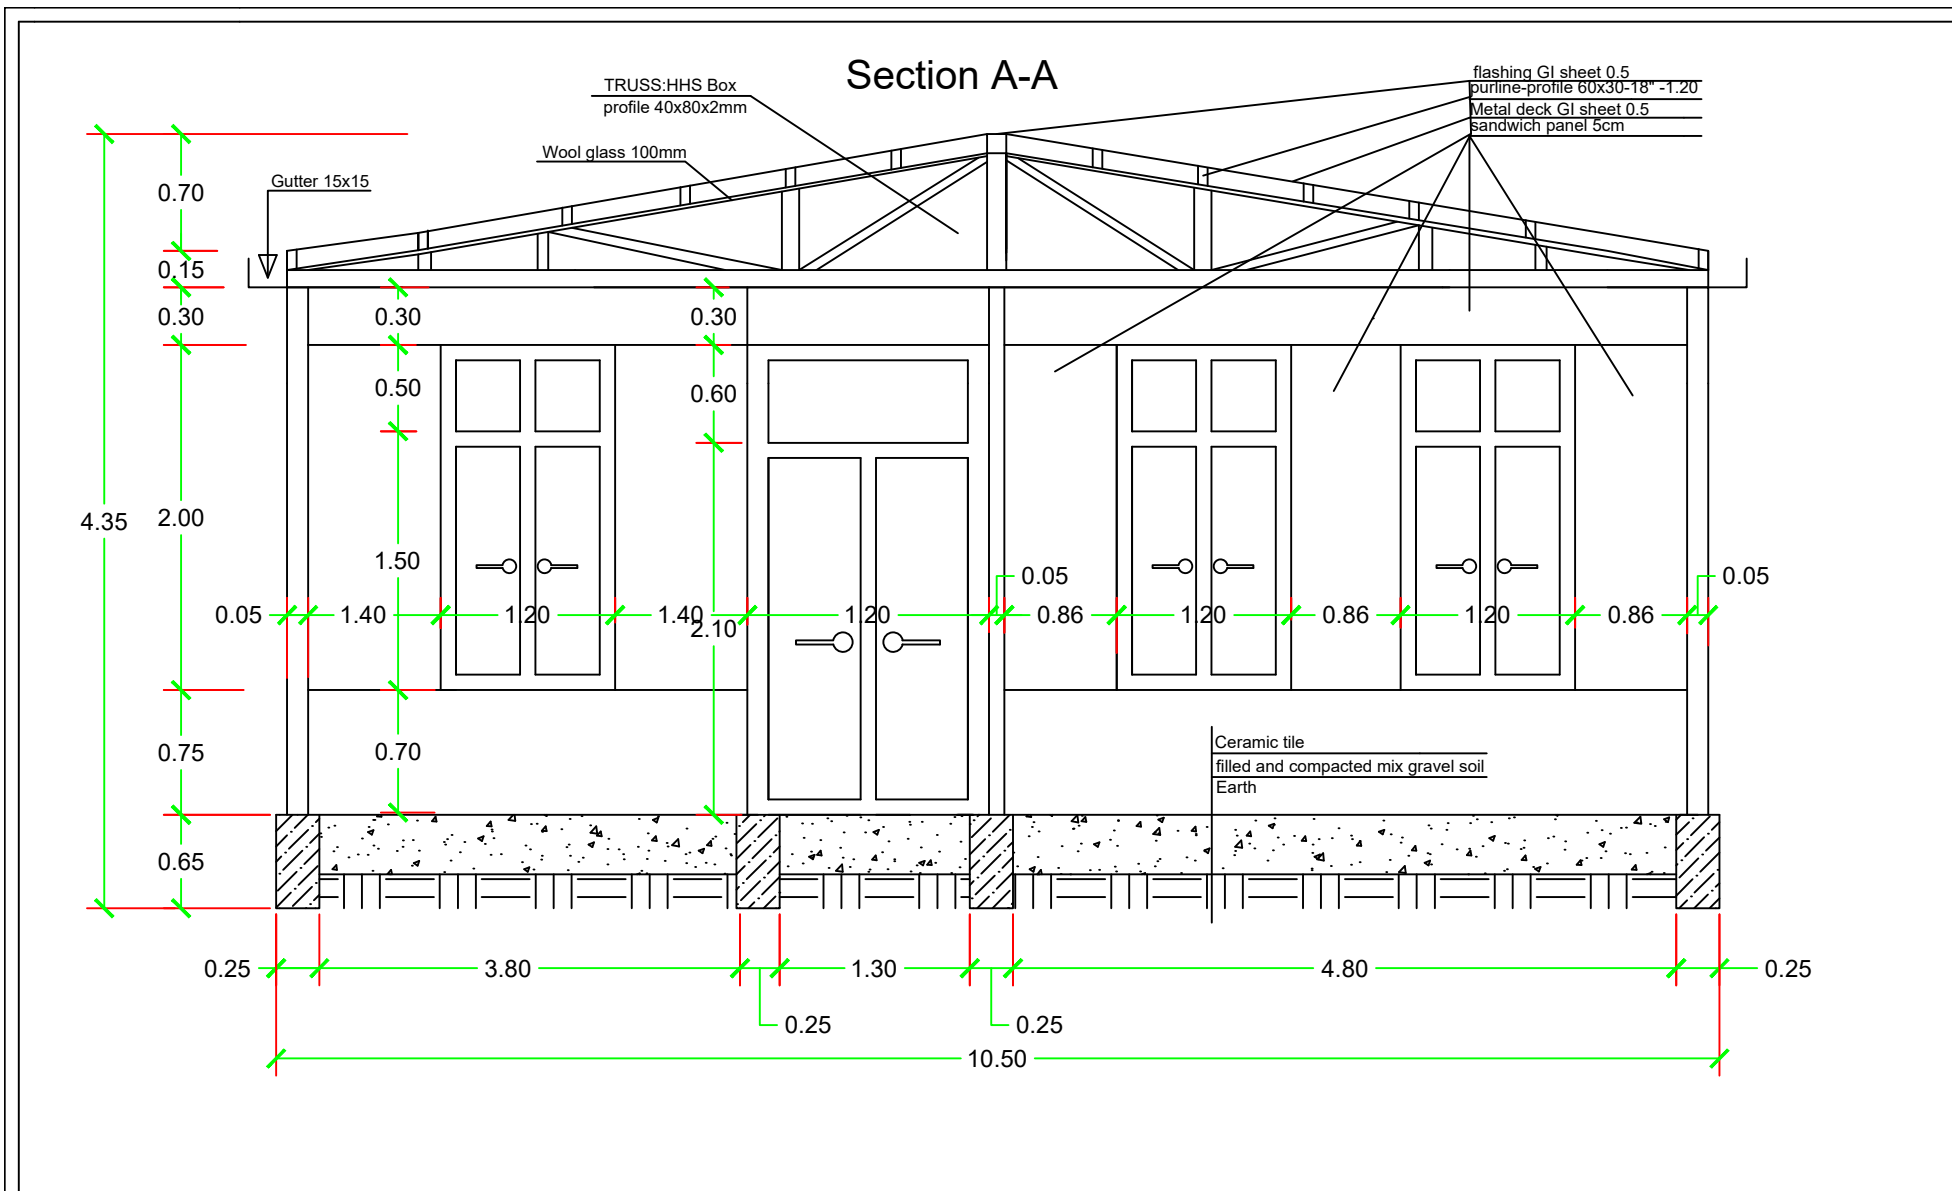 Section A-A
TRUSS:HHS Box
profile 40x80x2mm
flashing GI sheet 0.5
purline-profile 60x30-18" -1.20
Metal deck GI sheet 0.5
sandwich panel 5cm
Wool glass 100mm
Gutter 15x15
0.70
0.15
0.30
0.30
0.30
0.50
0.60
4.35
2.00
1.50
0.05
0.05
0.05
1.40
1.20
1.40
2.10
1.20
0.86
1.20
0.86
1.20
0.86
0.75
0.70
Ceramic tile
filled and compacted mix gravel soil
Earth
0.65
0.25
3.80
1.30
4.80
0.25
0.25
0.25
10.50